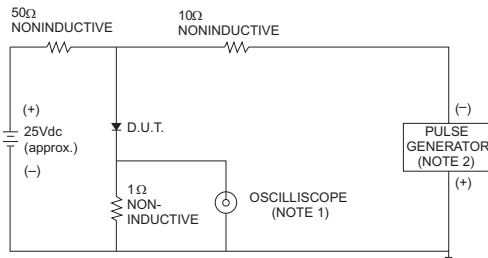 50Ω
NONINDUCTIVE
10Ω
NONINDUCTIVE
(+)
25Vdc
(approx.)
(–)
D.U.T.
1Ω
NON-
INDUCTIVE
OSCILLISCOPE
(NOTE 1)
(–)
PULSE
GENERATOR
(NOTE 2)
(+)